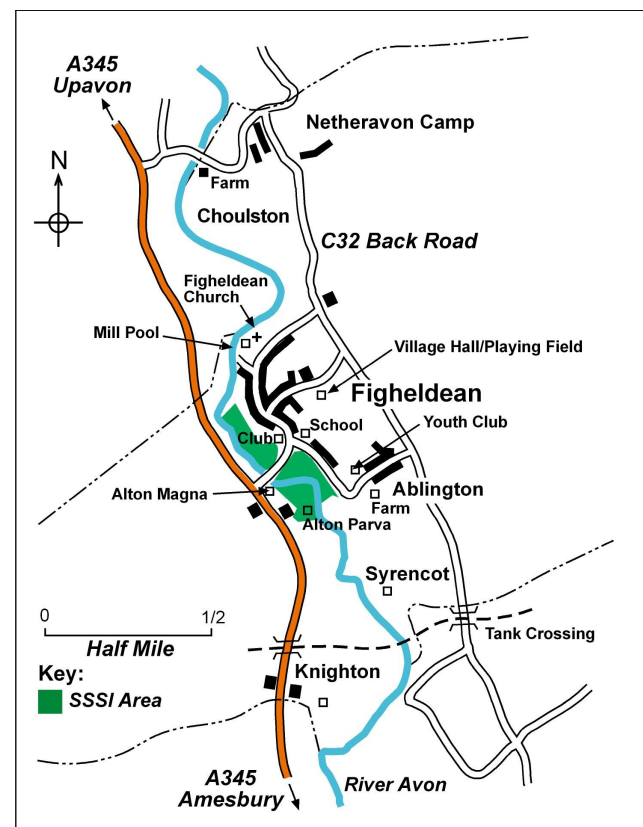 A345
Upavon
N
Netheravon Camp
Farm
Choulston
C32 Back Road
Figheldean
Church
Mill Pool
Village Hall/Playing Field
Figheldean
Club
School
Youth Club
Alton Magna
Ablington
Farm
Alton Parva
Syrencot
0
1/2
Half Mile
Tank Crossing
Key:
SSSI Area
Knighton
A345
Amesbury
River Avon